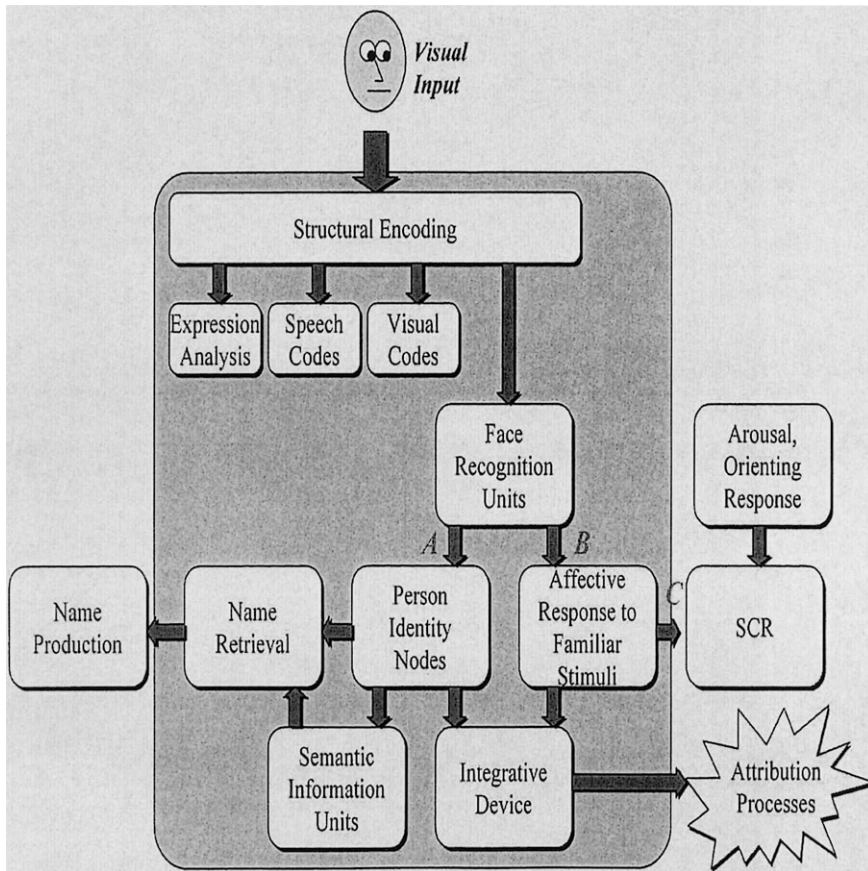 Visual
Input
Structural Encoding
Expression
Analysis
Speech
Codes
Visual
Codes
Face
Recognition
Units
Arousal,
Orienting
Response
A
B
Name
Production
Name
Retrieval
Person
Identity
Nodes
Affective
Response to
Familiar
Stimuli
C
SCR
Semantic
Information
Units
Integrative
Device
Attribution
Processes